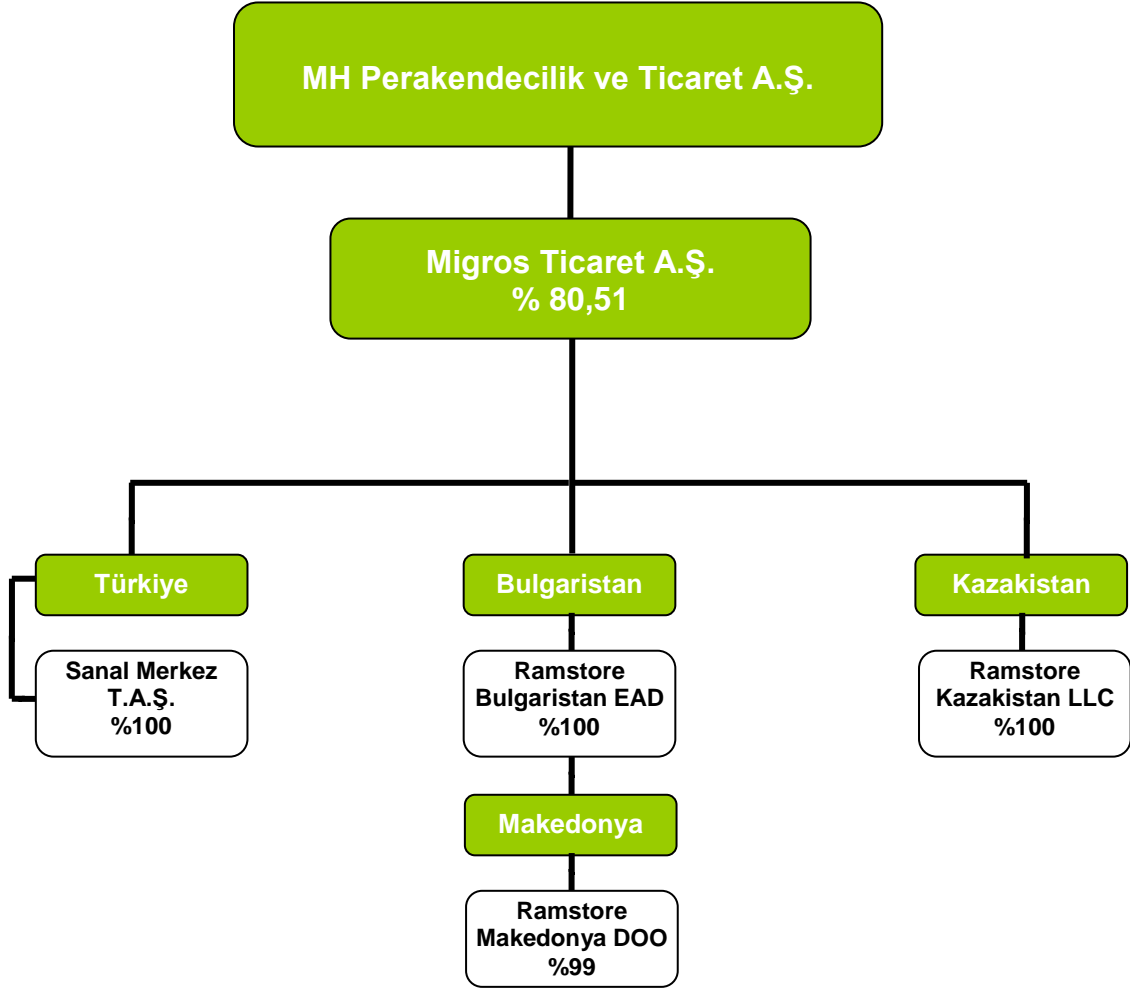 MH Perakendecilik ve Ticaret A.Ş.
Migros Ticaret A.Ş.
% 80,51
Türkiye
Bulgaristan
Kazakistan
Sanal Merkez
T.A.Ş.
%100
Ramstore
Bulgaristan EAD
%100
Ramstore
Kazakistan LLC
%100
Makedonya
Ramstore
Makedonya DOO
%99